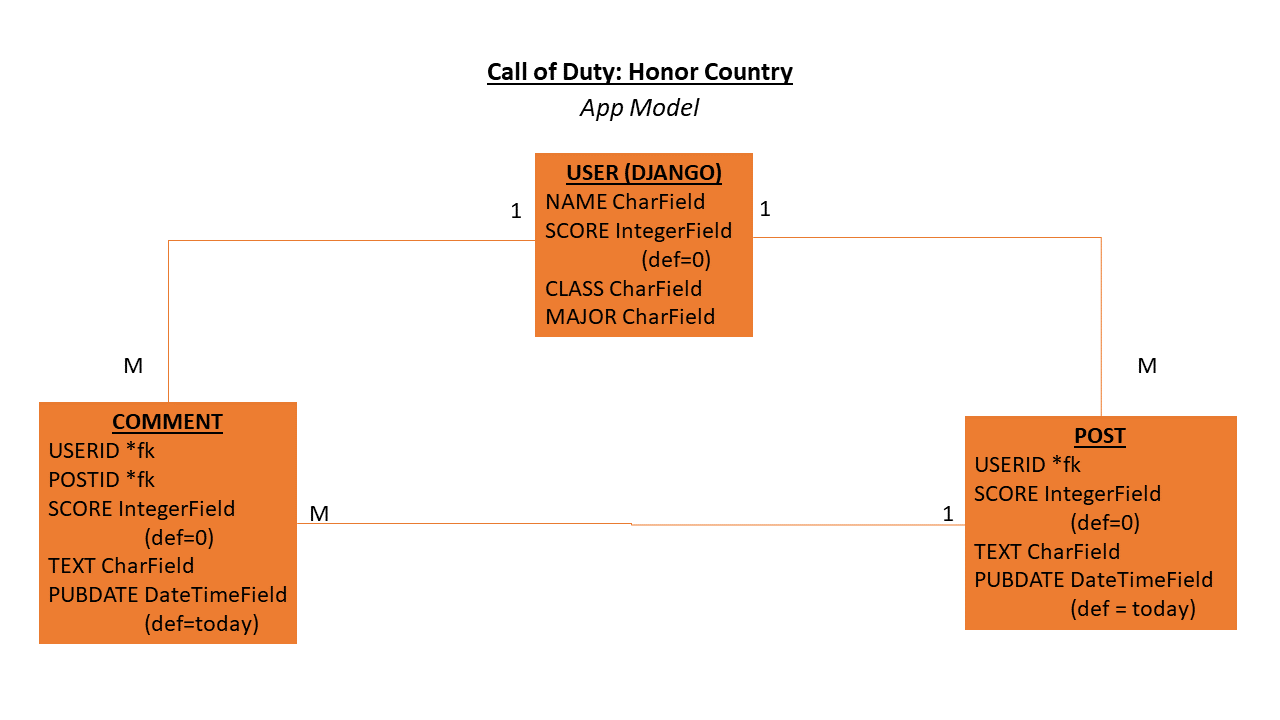 Call of Duty: Honor Country
App Model
USER (DJANGO)
NAME CharField
SCORE IntegerField
(def=0)
CLASS CharField
MAJOR CharField
1
1
M
M
COMMENT
USERID *fk
POSTID *fk
SCORE IntegerField
(def=0)
TEXT CharField
PUBDATE DateTimeField
(def=today)
M
1
POST
USERID *fk
SCORE IntegerField
(def=0)
TEXT CharField
PUBDATE DateTimeField
(def = today)